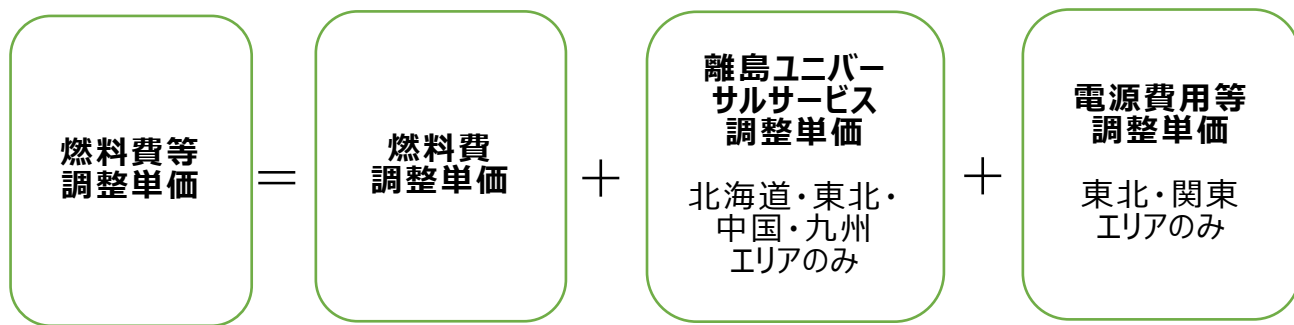 燃料費等
調整単価
＝
燃料費
調整単価
＋
離島ユニバー
サルサービス
調整単価
北海道・東北・
中国・九州
エリアのみ
＋
電源費用等
調整単価
東北・関東
エリアのみ